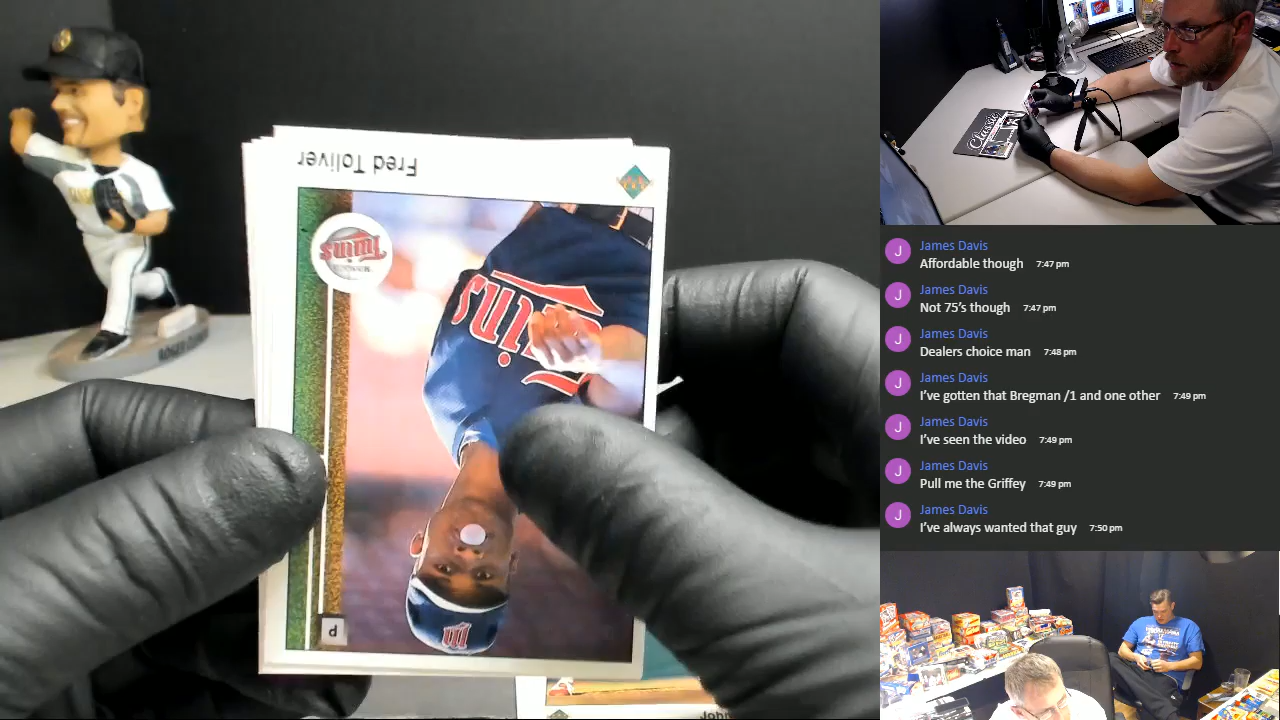 Fred Toliver
Twins
Twins
P
Classic
James Davis
Affordable though 7:47 pm
James Davis
Not 75's though 7:47 pm
James Davis
Dealers choice man 7:48 pm
James Davis
I've gotten that Bregman /1 and one other 7:49 pm
James Davis
I've seen the video 7:49 pm
James Davis
Pull me the Griffey 7:49 pm
James Davis
I've always wanted that guy 7:50 pm